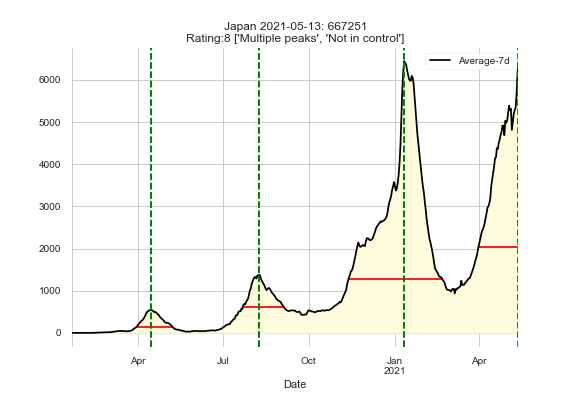 Japan 2021-05-13: 667251
Rating:8 ['Multiple peaks', 'Not in control']
Average-7d
6000
5000
4000
3000
2000
1000
0
Apr
Jul
Oct
Jan
2021
Apr
Date